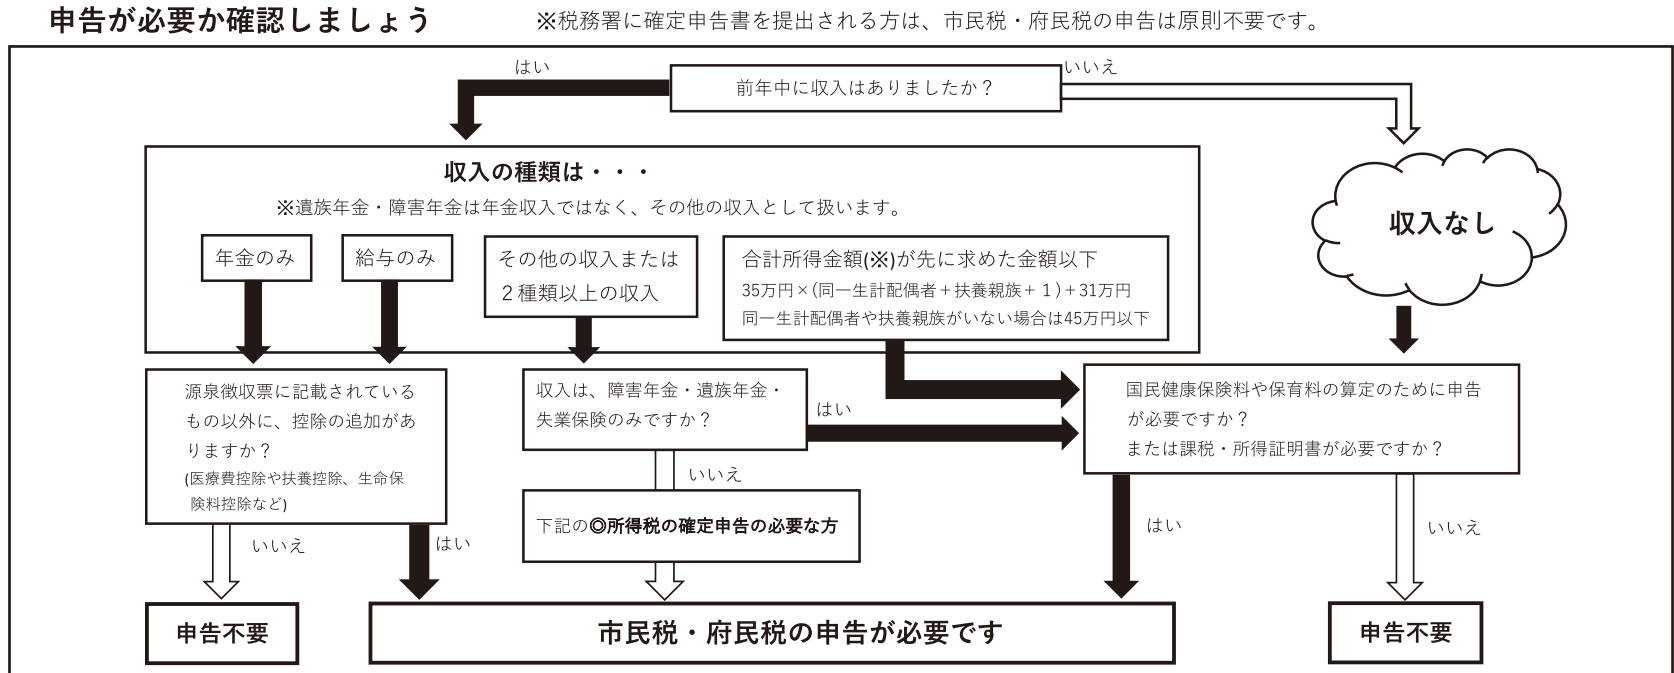 申告が必要か確認しましょう
※税務署に確定申告書を提出される方は、市民税・府民税の申告は原則不要です。
はい
前年中に収入はありましたか？
いいえ
収入の種類は・・・
※遺族年金・障害年金は年金収入ではなく、その他の収入として扱います。
収入なし
年金のみ
給与のみ
その他の収入または
２種類以上の収入
合計所得金額(※)が先に求めた金額以下
35万円×(同一生計配偶者＋扶養親族＋１)＋31万円
同一生計配偶者や扶養親族がいない場合は45万円以下
源泉徴収票に記載されている
もの以外に、控除の追加があ
りますか？
(医療費控除や扶養控除、生命保
険料控除など)
収入は、障害年金・遺族年金・
失業保険のみですか？
はい
国民健康保険料や保育料の算定のために申告
が必要ですか？
または課税・所得証明書が必要ですか？
いいえ
下記の◎所得税の確定申告の必要な方
いいえ
はい
はい
いいえ
申告不要
市民税・府民税の申告が必要です
申告不要